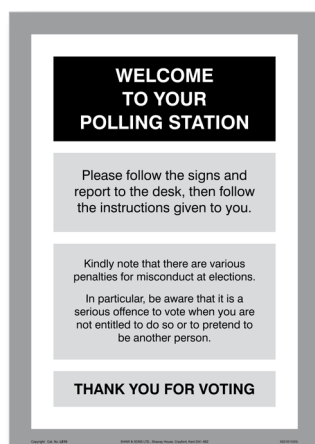 WELCOME
TO YOUR
POLLING STATION
Please follow the signs and
report to the desk, then follow
the instructions given to you.
Kindly note that there are various
penalties for misconduct at elections.
In particular, be aware that it is a
serious offence to vote when you are
not entitled to do so or to pretend to
be another person.
THANK YOU FOR VOTING